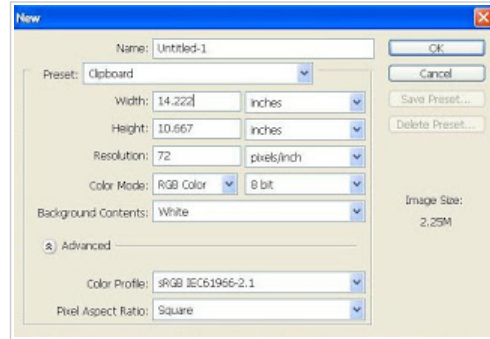 New
Name: Untitled-1
OK
Preset: Clipboard
Cancel
Width: 14.222 inches
Save Preset...
Height: 10.667 inches
Delete Preset...
Resolution: 72 pixels/inch
Color Mode: RGB Color 8 bit
Image Size:
Background Contents: White
2.25M
Advanced
Color Profile: sRGB IEC61966-2.1
Pixel Aspect Ratio: Square